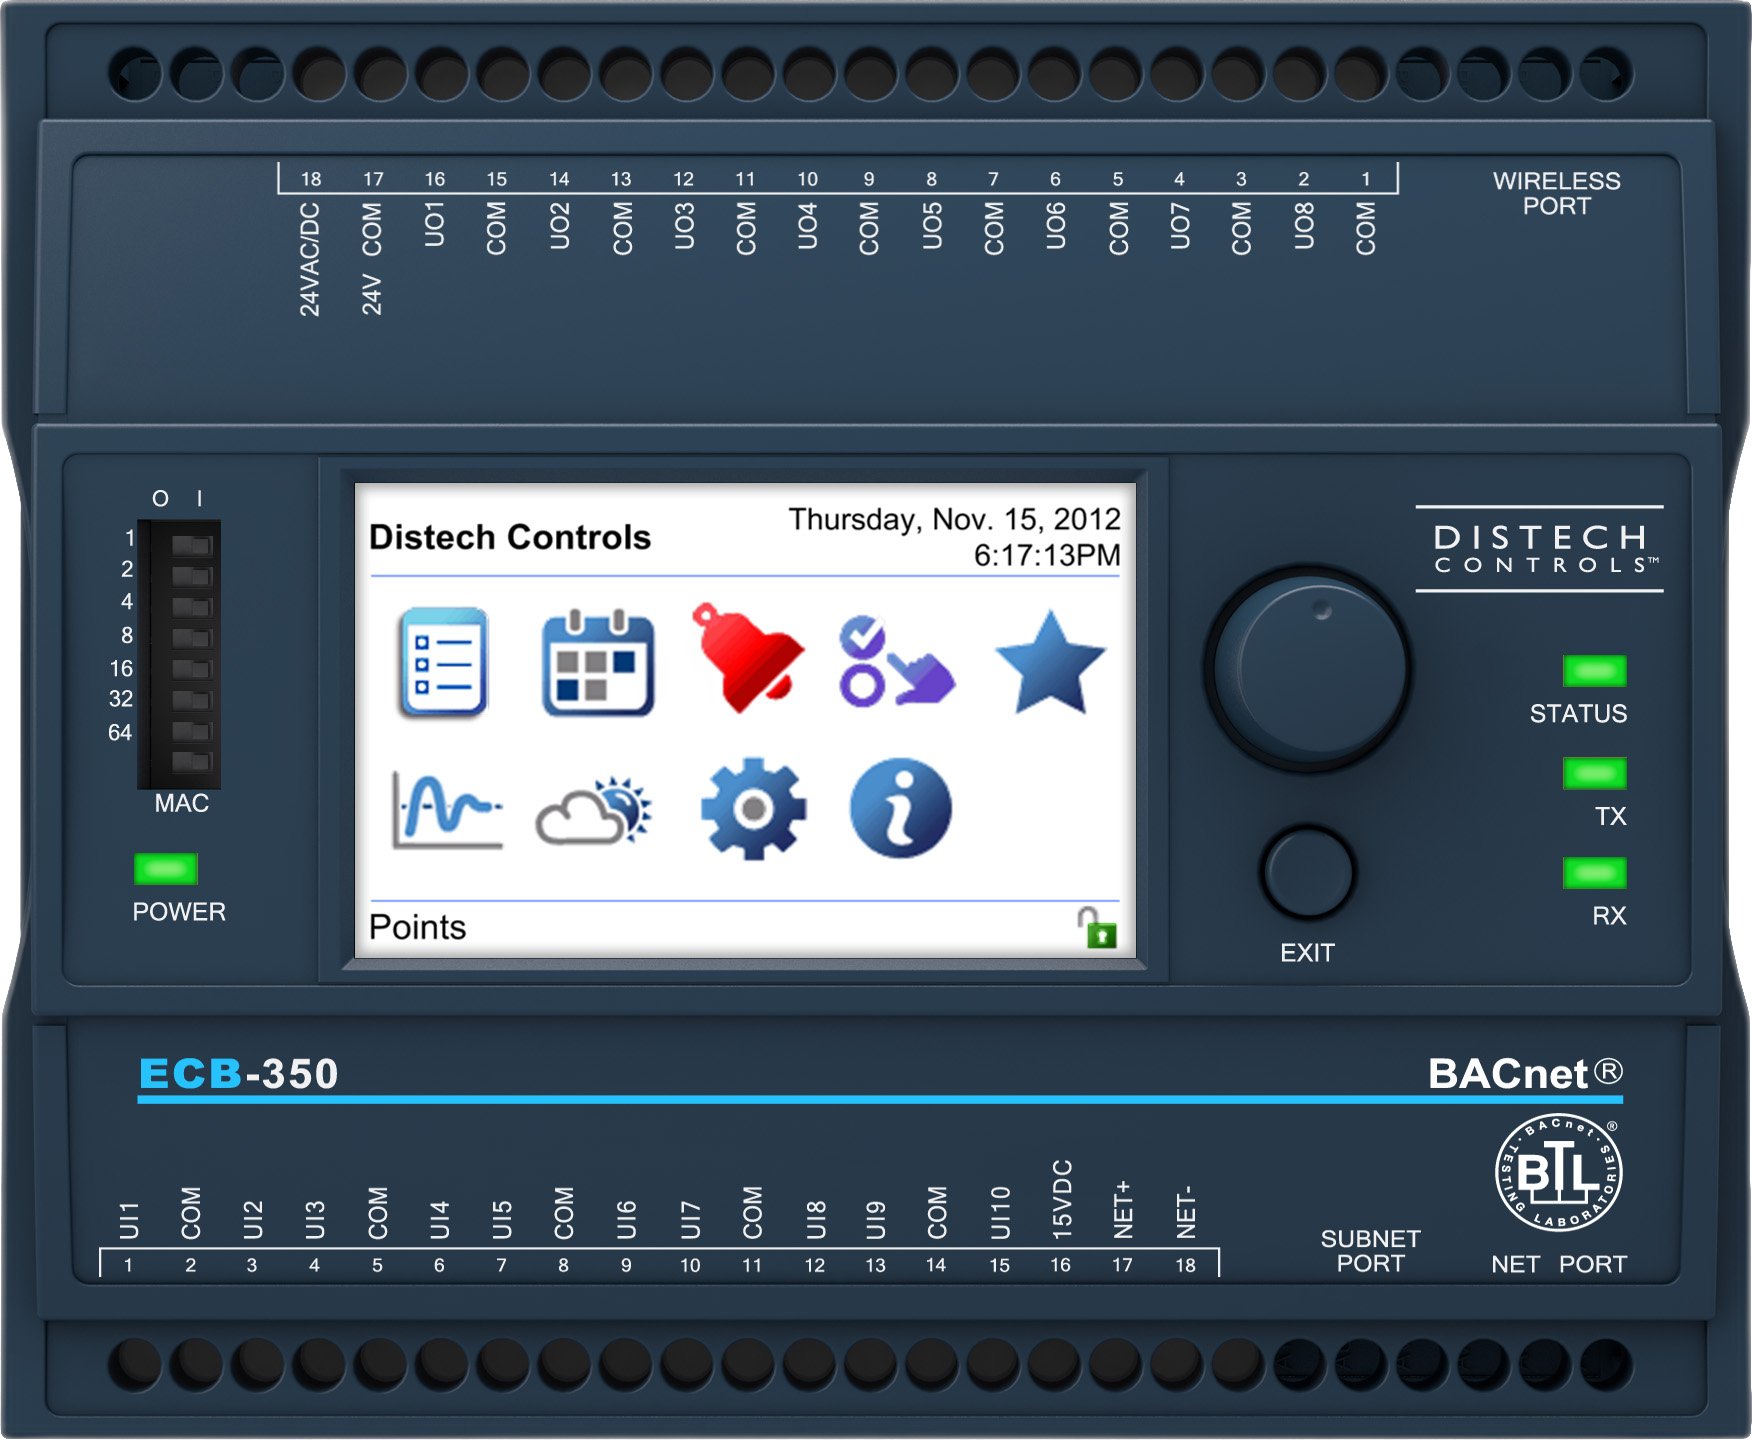 18 17 16 15 14 13 12 11 10 9 8 7 6 5 4 3 2 1
24VAC/DC
24V COM
UO1
COM
UO2
COM
UO3
COM
UO4
COM
UO5
COM
UO6
COM
UO7
COM
UO8
COM
WIRELESS
PORT
O I
1
2
4
8
16
32
64
MAC
POWER
Distech Controls
Thursday, Nov. 15, 2012
6:17:13PM
Points
EXIT
DISTECH
CONTROLS™
STATUS
TX
RX
ECB-350
BACnet®
UI1
COM
UI2
UI3
COM
UI4
UI5
COM
UI6
UI7
COM
UI8
UI9
COM
UI10
15VDC
NET+
NET-
1 2 3 4 5 6 7 8 9 10 11 12 13 14 15 16 17 18
SUBNET
PORT
BACnet ®
TESTING LABORATORIES
BTL
NET PORT